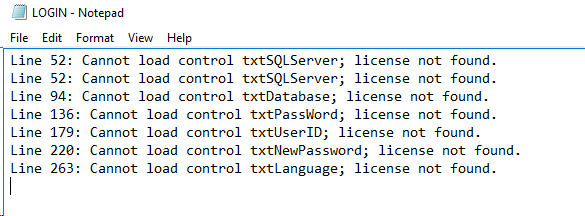 LOGIN - Notepad
File Edit Format View Help
Line 52: Cannot load control txtSQLServer; license not found.
Line 52: Cannot load control txtSQLServer; license not found.
Line 94: Cannot load control txtDatabase; license not found.
Line 136: Cannot load control txtPassWord; license not found.
Line 179: Cannot load control txtUserID; license not found.
Line 220: Cannot load control txtNewPassword; license not found.
Line 263: Cannot load control txtLanguage; license not found.